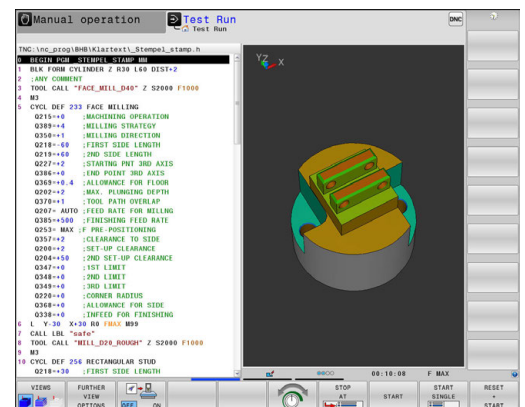 Manual operation
Test Run
Test Run
DNC
TNC:\nc_prog\BHB\Klartext\_Stempel_stamp.h
0 BEGIN PGM _STEMPEL_STAMP MM
1 BLK FORM CYLINDER Z R30 L60 DIST+2
2 ;ANY COMMENT
3 TOOL CALL "FACE_MILL_D40" Z S2000 F1000
4 M3
5 CYCL DEF 233 FACE MILLING
Q215=+0 ;MACHINING OPERATION
Q389=+4 ;MILLING STRATEGY
Q350=+1 ;MILLING DIRECTION
Q218=-60 ;FIRST SIDE LENGTH
Q219=+60 ;2ND SIDE LENGTH
Q227=+2 ;STARTNG PNT 3RD AXIS
Q386=+0 ;END POINT 3RD AXIS
Q369=+0.4 ;ALLOWANCE FOR FLOOR
Q202=+2 ;MAX. PLUNGING DEPTH
Q370=+1 ;TOOL PATH OVERLAP
Q207= AUTO ;FEED RATE FOR MILLNG
Q385=+500 ;FINISHING FEED RATE
Q253= MAX ;F PRE-POSITIONING
Q357=+2 ;CLEARANCE TO SIDE
Q200=+2 ;SET-UP CLEARANCE
Q204=+50 ;2ND SET-UP CLEARANCE
Q347=+0 ;1ST LIMIT
Q348=+0 ;2ND LIMIT
Q349=+0 ;3RD LIMIT
Q220=+0 ;CORNER RADIUS
Q368=+0 ;ALLOWANCE FOR SIDE
Q338=+0 ;INFEED FOR FINISHING
6 L Y-30 X+30 R0 FMAX M99
7 CALL LBL "safe"
8 TOOL CALL "MILL_D20_ROUGH" Z S2000 F1000
9 M3
10 CYCL DEF 256 RECTANGULAR STUD
Q218=+30 ;FIRST SIDE LENGTH
YZ X
00:10:08 F MAX
VIEWS
FURTHER VIEW OPTIONS
OFF ON
STOP AT
START
START SINGLE
RESET + START